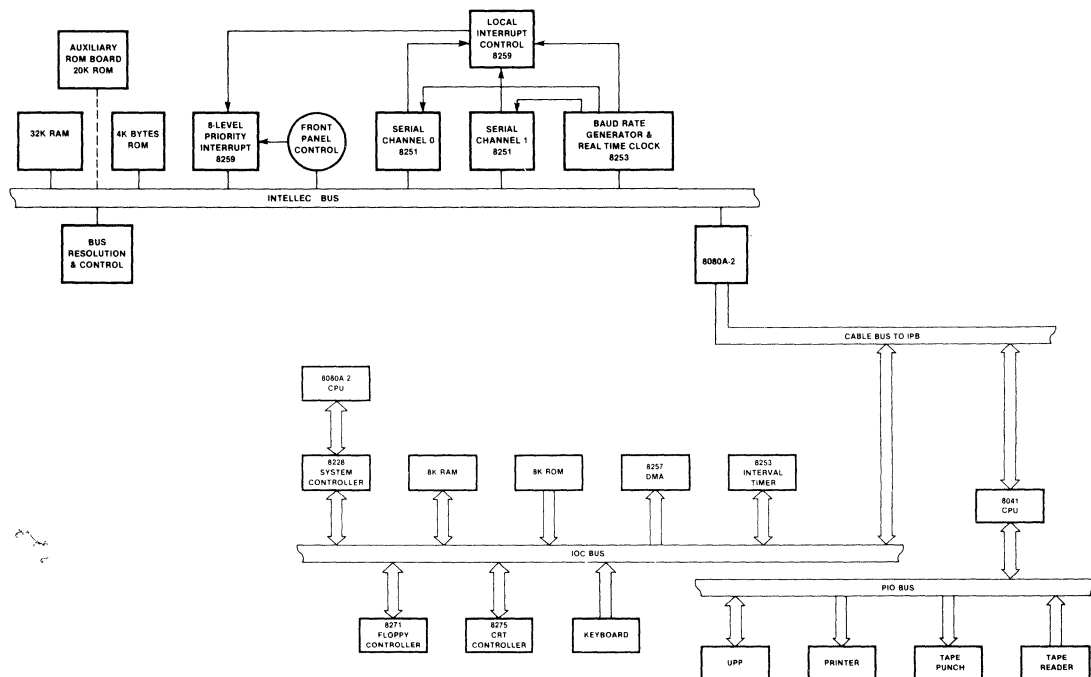 LOCAL
INTERRUPT
CONTROL
8259
AUXILIARY
ROM BOARD
20K ROM
32K RAM
4K BYTES
ROM
8-LEVEL
PRIORITY
INTERRUPT
8259
FRONT
PANEL
CONTROL
SERIAL
CHANNEL 0
8251
SERIAL
CHANNEL 1
8251
BAUD RATE
GENERATOR &
REAL TIME CLOCK
8253
INTELLEC BUS
BUS
RESOLUTION
& CONTROL
8080A-2
CABLE BUS TO IPB
8080A-2
CPU
8228
SYSTEM
CONTROLLER
8K RAM
8K ROM
8257
DMA
8253
INTERVAL
TIMER
8041
CPU
IOC BUS
PIO BUS
8271
FLOPPY
CONTROLLER
8275
CRT
CONTROLLER
KEYBOARD
UPP
PRINTER
TAPE
PUNCH
TAPE
READER